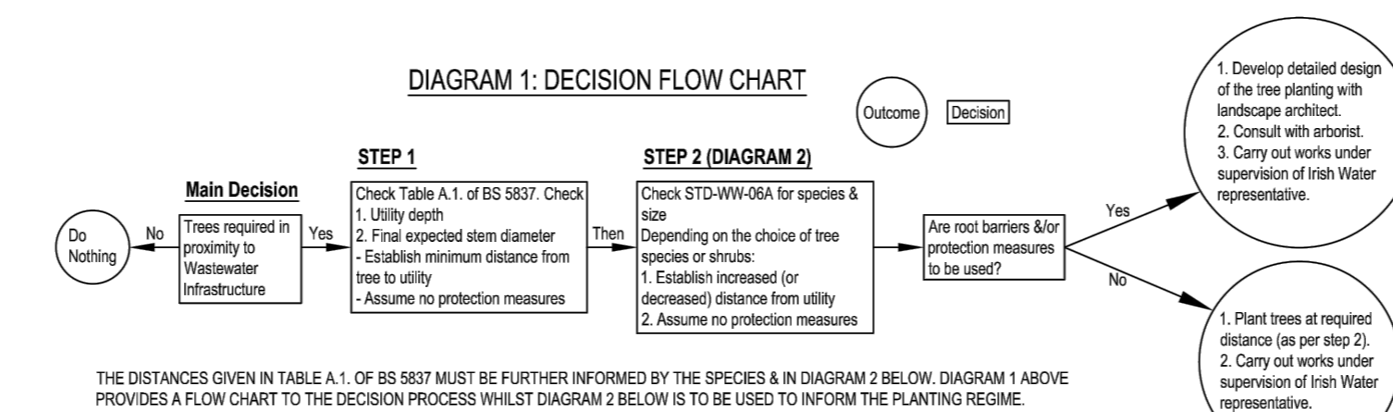 DIAGRAM 1: DECISION FLOW CHART
Outcome
Decision
Main Decision
Do
Nothing
No
Trees required in
proximity to
Wastewater
Infrastructure
Yes
STEP 1
Check Table A.1. of BS 5837. Check
1. Utility depth
2. Final expected stem diameter
- Establish minimum distance from
tree to utility
- Assume no protection measures
Then
STEP 2 (DIAGRAM 2)
Check STD-WW-06A for species &
size
Depending on the choice of tree
species or shrubs:
1. Establish increased (or
decreased) distance from utility
2. Assume no protection measures
Are root barriers &/or
protection measures
to be used?
Yes
1. Develop detailed design
of the tree planting with
landscape architect.
2. Consult with arborist.
3. Carry out works under
supervision of Irish Water
representative.
No
1. Plant trees at required
distance (as per step 2).
2. Carry out works under
supervision of Irish Water
representative.
THE DISTANCES GIVEN IN TABLE A.1. OF BS 5837 MUST BE FURTHER INFORMED BY THE SPECIES & IN DIAGRAM 2 BELOW. DIAGRAM 1 ABOVE
PROVIDES A FLOW CHART TO THE DECISION PROCESS WHILST DIAGRAM 2 BELOW IS TO BE USED TO INFORM THE PLANTING REGIME.